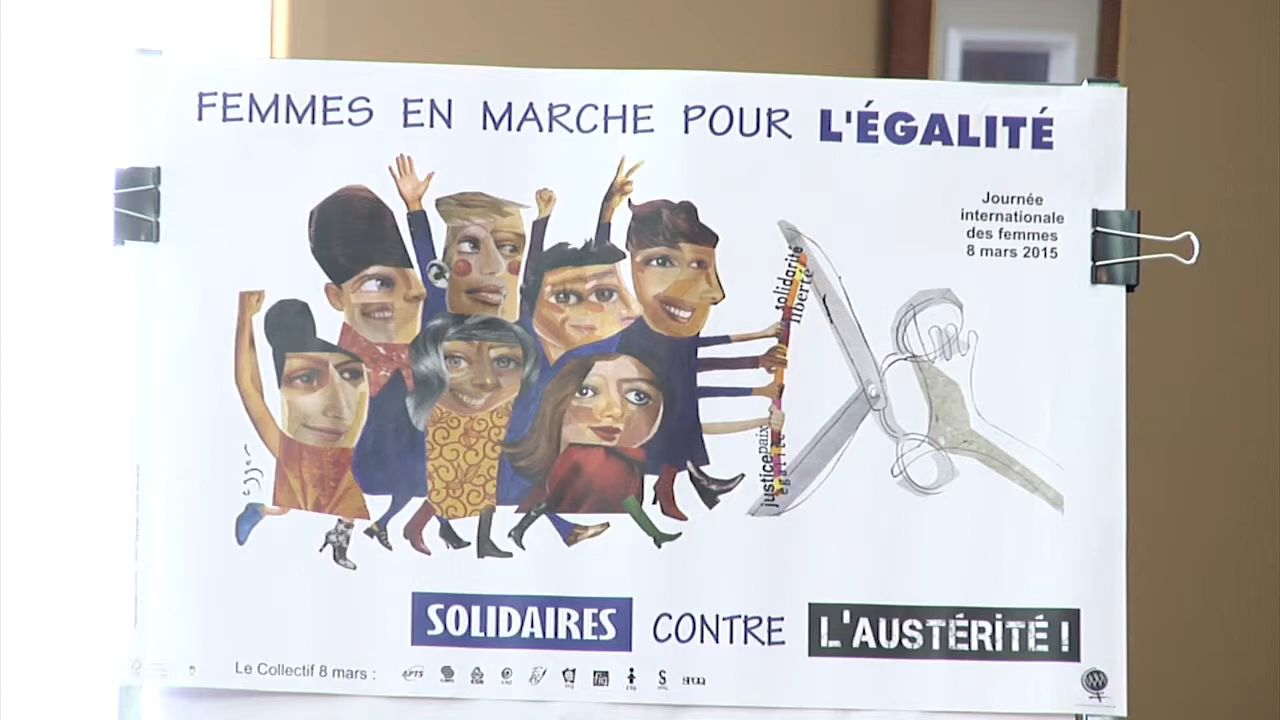 FEMMES EN MARCHE POUR L'ÉGALITÉ
Journée
internationale
des femmes
8 mars 2015
solidarité
liberté
justice paix
égalité
SOLIDAIRES CONTRE L'AUSTÉRITÉ !
Le Collectif 8 mars :
APTS